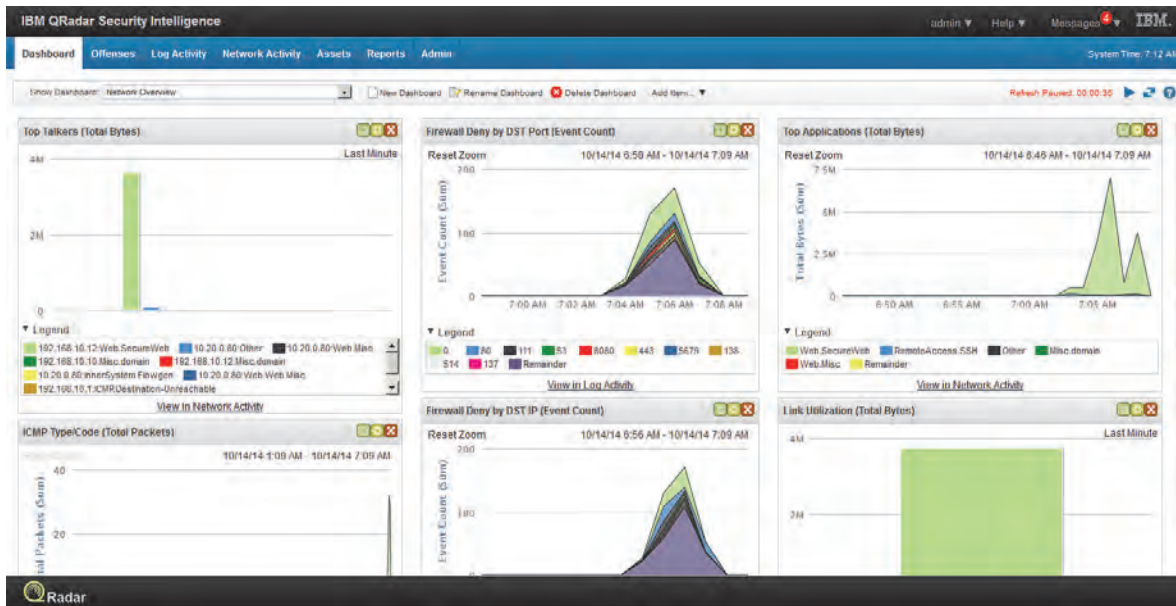 IBM QRadar Security Intelligence
admin Help Messages 4 IBM.
Dashboard Offenses Log Activity Network Activity Assets Reports Admin
System Time: 7:12 AM
Show Dashboard: Network Overview New Dashboard Rename Dashboard Delete Dashboard Add Item...
Refresh Paused: 00:00:35
Top Talkers (Total Bytes)
Last Minute
4M
2M
0
Legend
192.168.10.12:Web.SecureWeb 10.20.0.80:Other 10.20.0.80:Web.Misc
192.168.10.10:Misc.domain 192.168.10.12:Misc.domain
10.20.0.80:InnerSystem.Flowgen 10.20.0.80:Web.Web.Misc
192.168.10.1:ICMP.Destination-Unreachable
View in Network Activity
Firewall Deny by DST Port (Event Count)
Reset Zoom 10/14/14 6:58 AM - 10/14/14 7:09 AM
Event Count (Sum)
200
100
0
7:00 AM 7:02 AM 7:04 AM 7:06 AM 7:08 AM
Legend
0 80 111 53 8080 443 5679 138
514 137 Remainder
View in Log Activity
Top Applications (Total Bytes)
Reset Zoom 10/14/14 6:46 AM - 10/14/14 7:09 AM
Total Bytes (Sum)
7.5M
5M
2.5M
0
6:50 AM 6:55 AM 7:00 AM 7:05 AM
Legend
Web.SecureWeb RemoteAccess.SSH Other Misc.domain
Web.Misc Remainder
View in Network Activity
ICMP Type/Code (Total Packets)
10/14/14 1:09 AM - 10/14/14 7:09 AM
Packets (Sum)
40
20
Firewall Deny by DST IP (Event Count)
Reset Zoom 10/14/14 6:56 AM - 10/14/14 7:09 AM
Event Count (Sum)
200
100
0
Link Utilization (Total Bytes)
Last Minute
4M
2M
QRadar